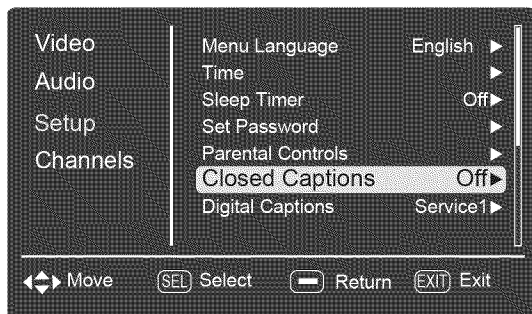 Video
Audio
Setup
Channels
Menu Language English
Time
Sleep Timer Off
Set Password
Parental Controls
Closed Captions Off
Digital Captions Service1
Move SEL Select Return EXIT Exit